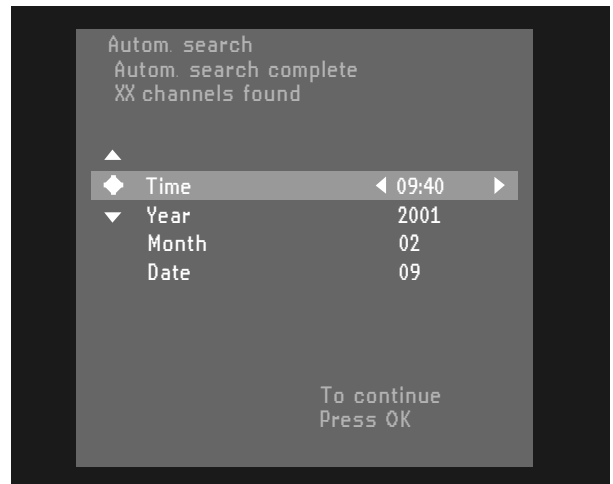 Autom. search
Autom. search complete
XX channels found
Time 09:40
Year 2001
Month 02
Date 09
To continue
Press OK